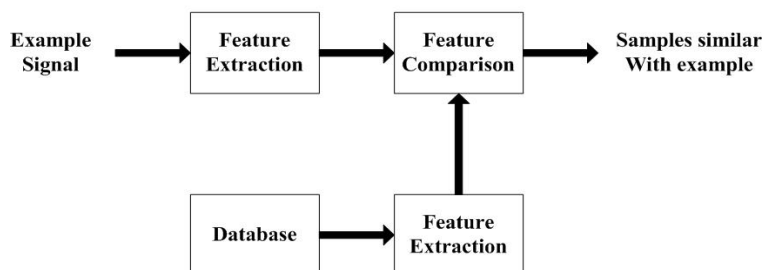 Example
Signal
Feature
Extraction
Feature
Comparison
Samples similar
With example
Database
Feature
Extraction